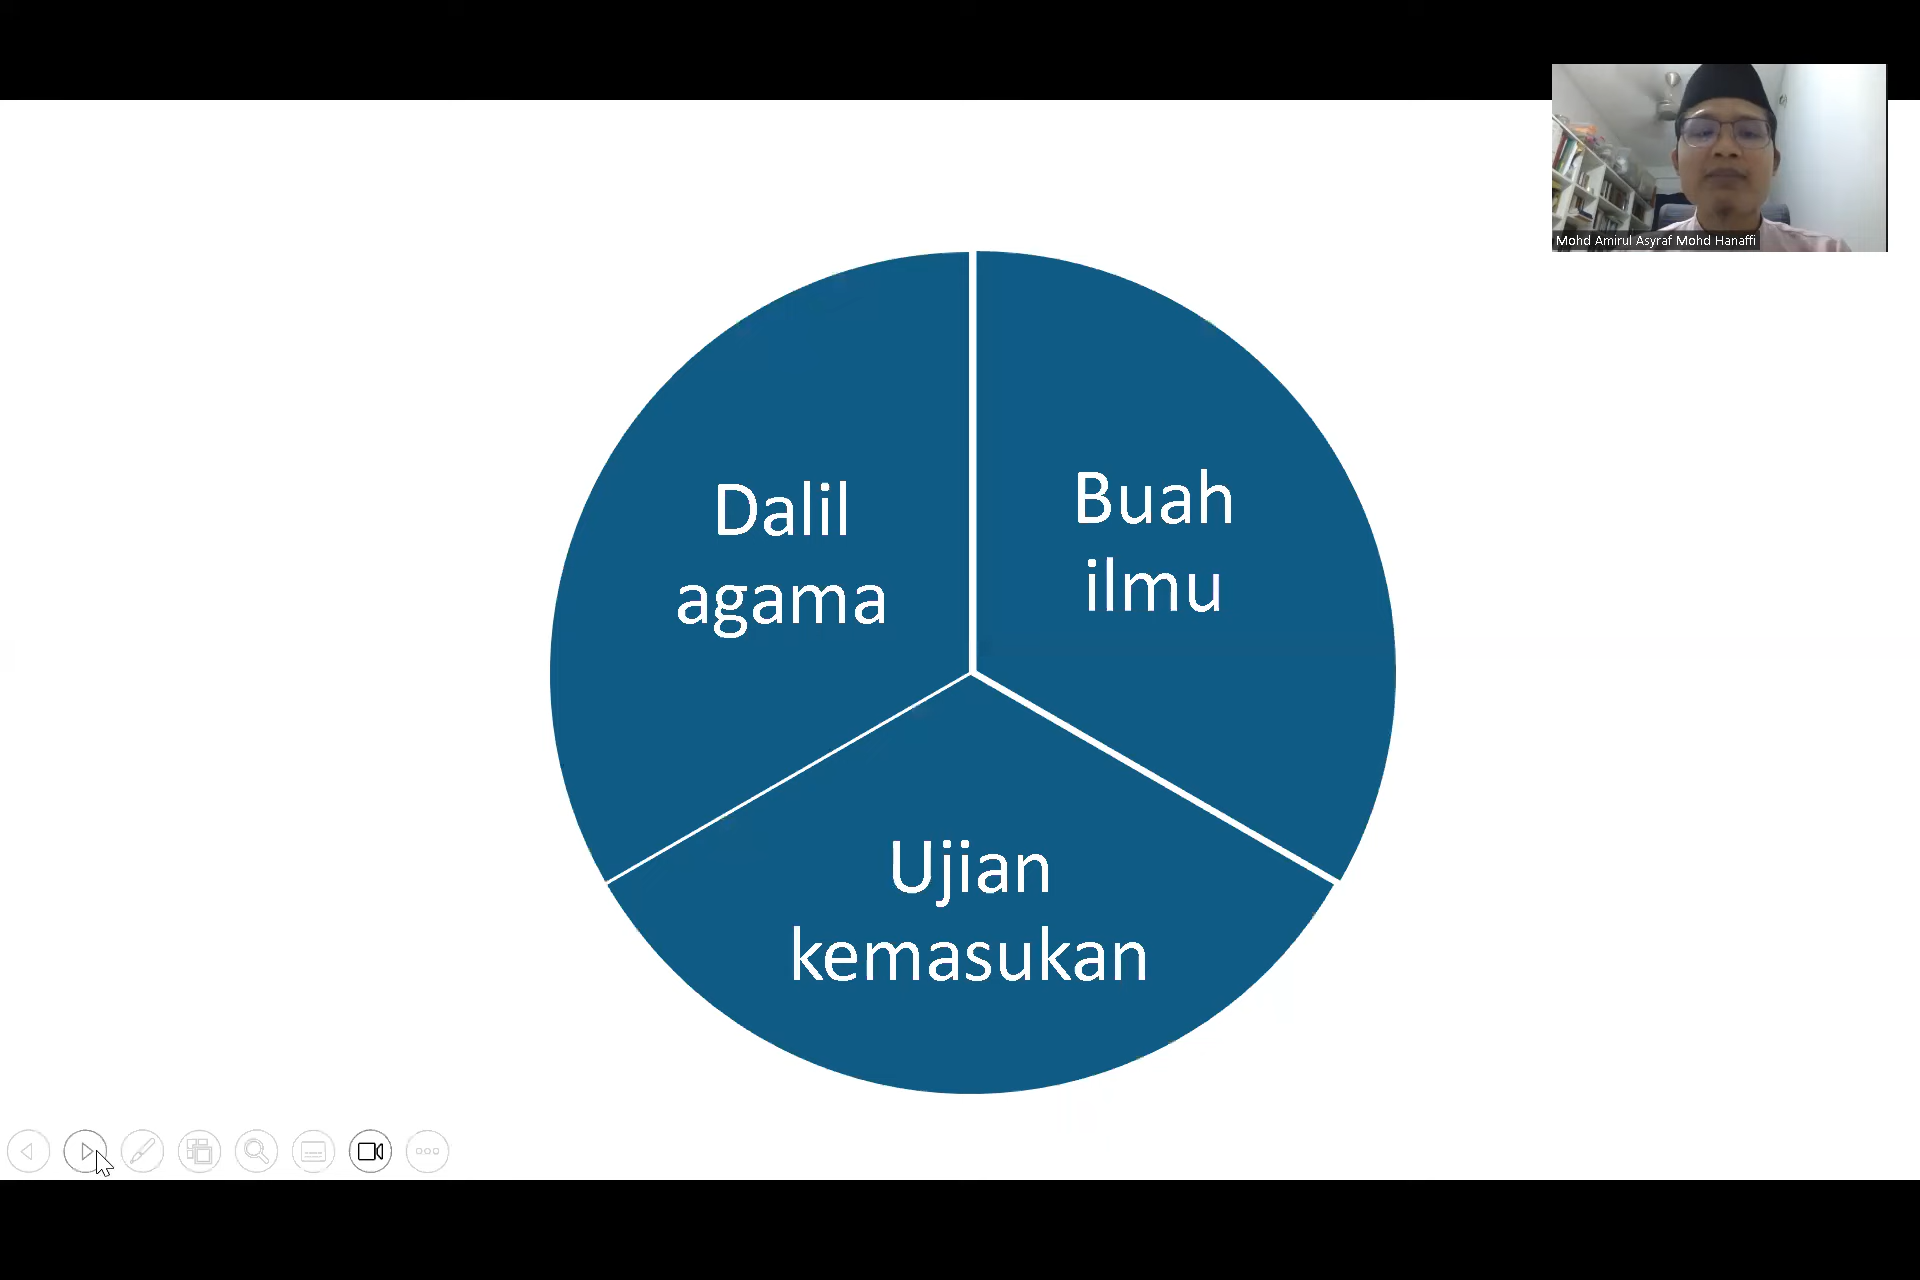 Mohd Amirul Asyraf Mohd Hanaffi
Dalil
agama
Buah
ilmu
Ujian
kemasukan